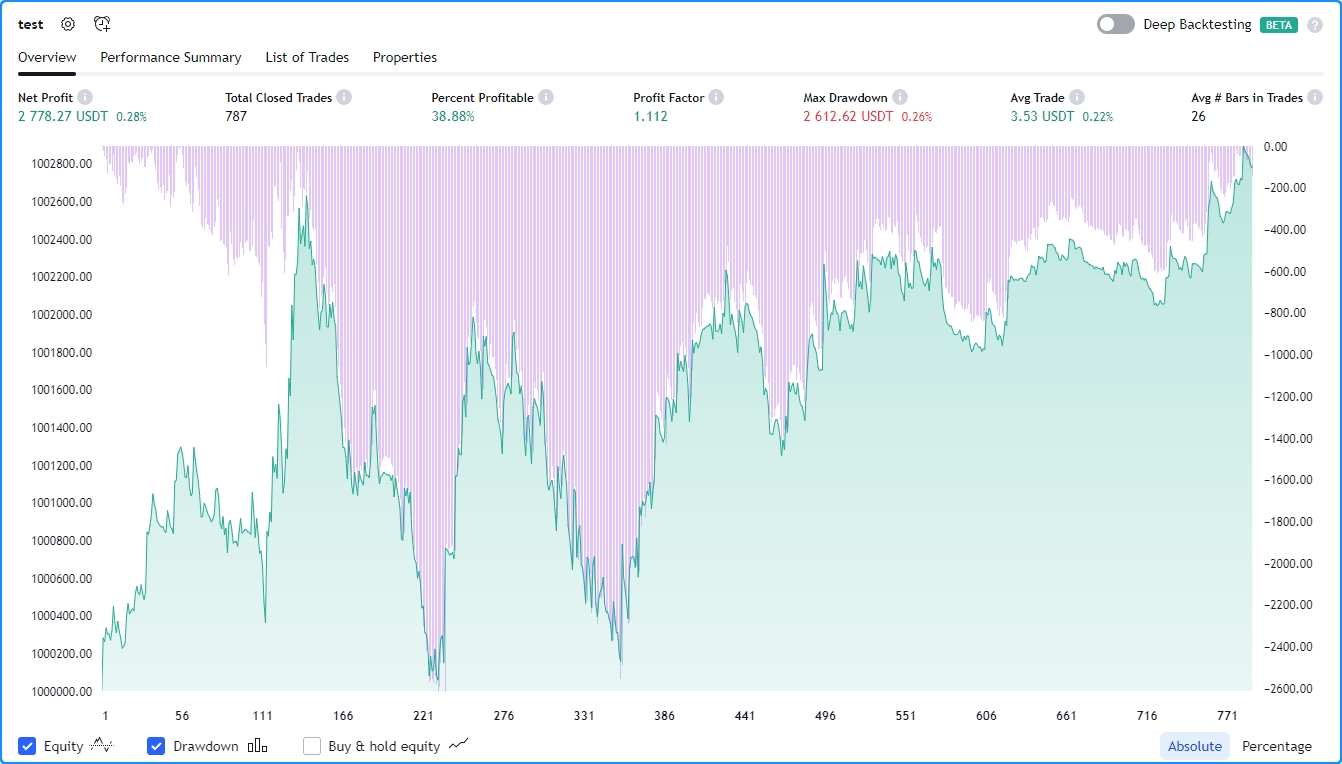 test Deep Backtesting BETA ?
Overview Performance Summary List of Trades Properties
Net Profit Total Closed Trades Percent Profitable Profit Factor Max Drawdown Avg Trade Avg # Bars in Trades
2 778.27 USDT 0.28% 787 38.88% 1.112 2 612.62 USDT 0.26% 3.53 USDT 0.22% 26
1002800.00 0.00
1002600.00 −200.00
1002400.00 −400.00
1002200.00 −600.00
1002000.00 −800.00
1001800.00 −1000.00
1001600.00 −1200.00
1001400.00 −1400.00
1001200.00 −1600.00
1001000.00 −1800.00
1000800.00 −2000.00
1000600.00 −2200.00
1000400.00 −2400.00
1000200.00 −2600.00
1000000.00
1 56 111 166 221 276 331 386 441 496 551 606 661 716 771
Equity Drawdown Buy & hold equity Absolute Percentage